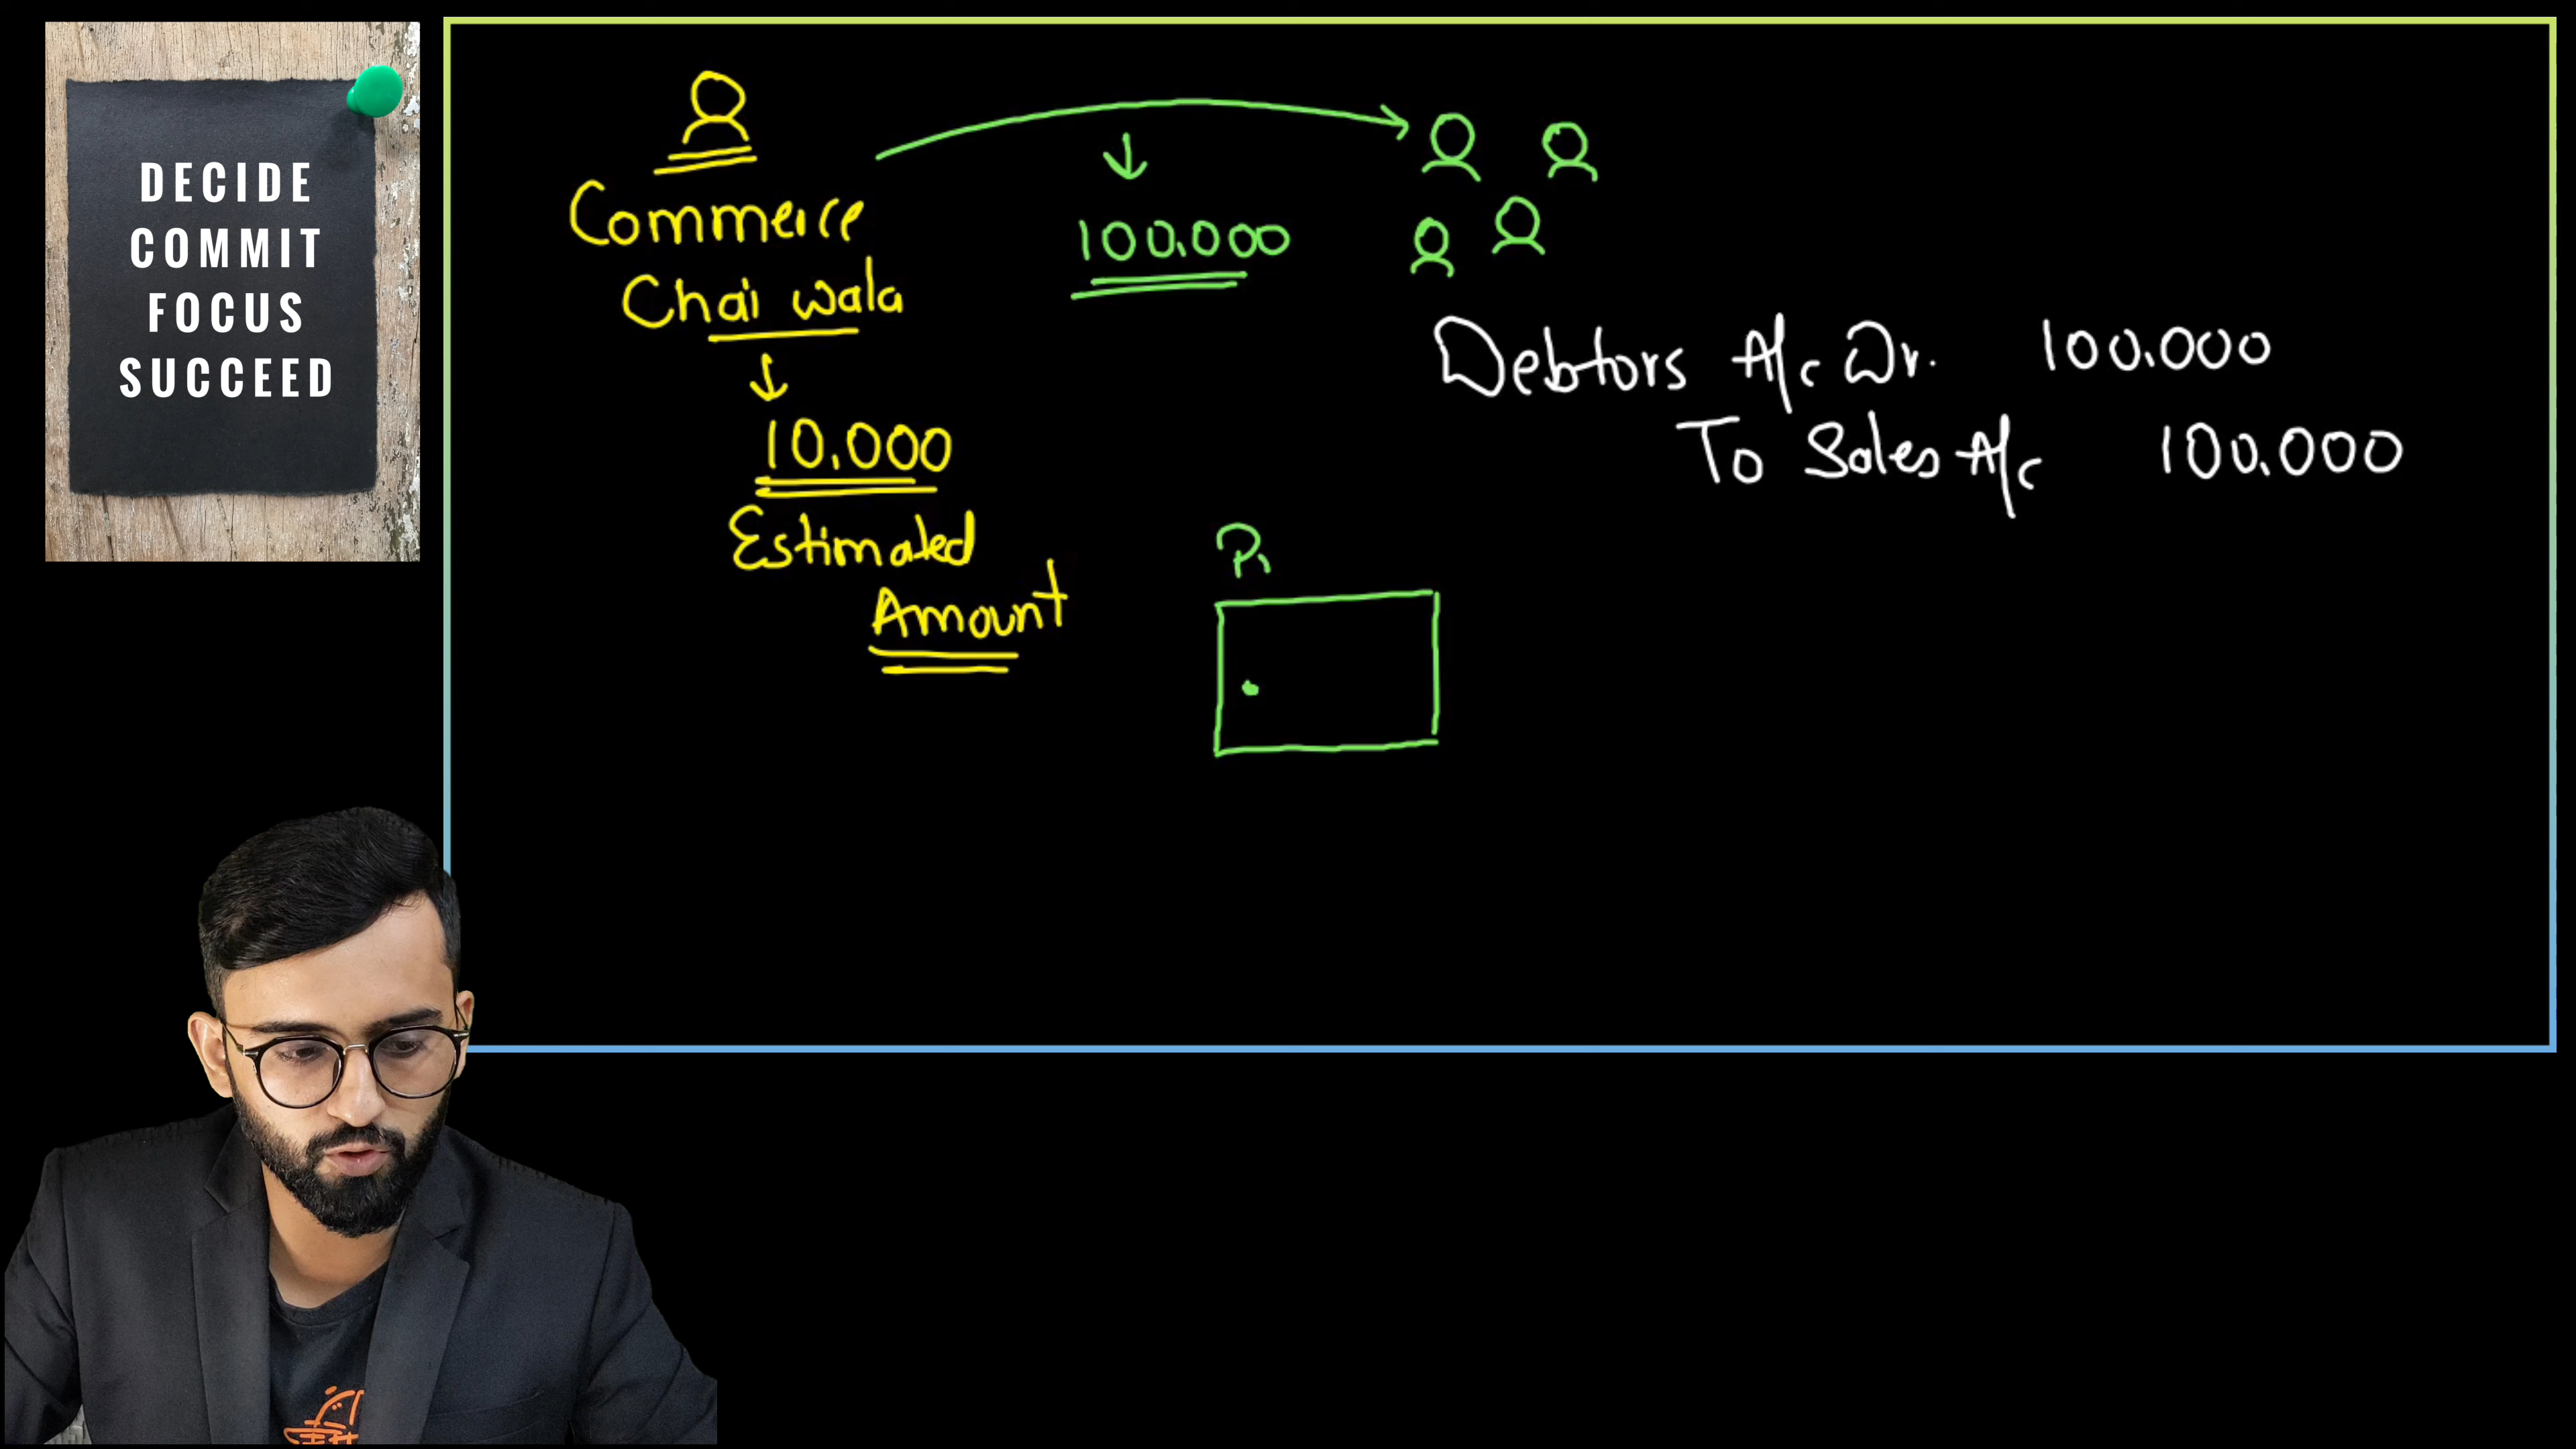 DECIDE
COMMIT
FOCUS
SUCCEED
Commerce
Chai wala
10,000
Estimated
Amount
100,000
Debtors A/c Dr. 100,000
To Sales A/c 100,000